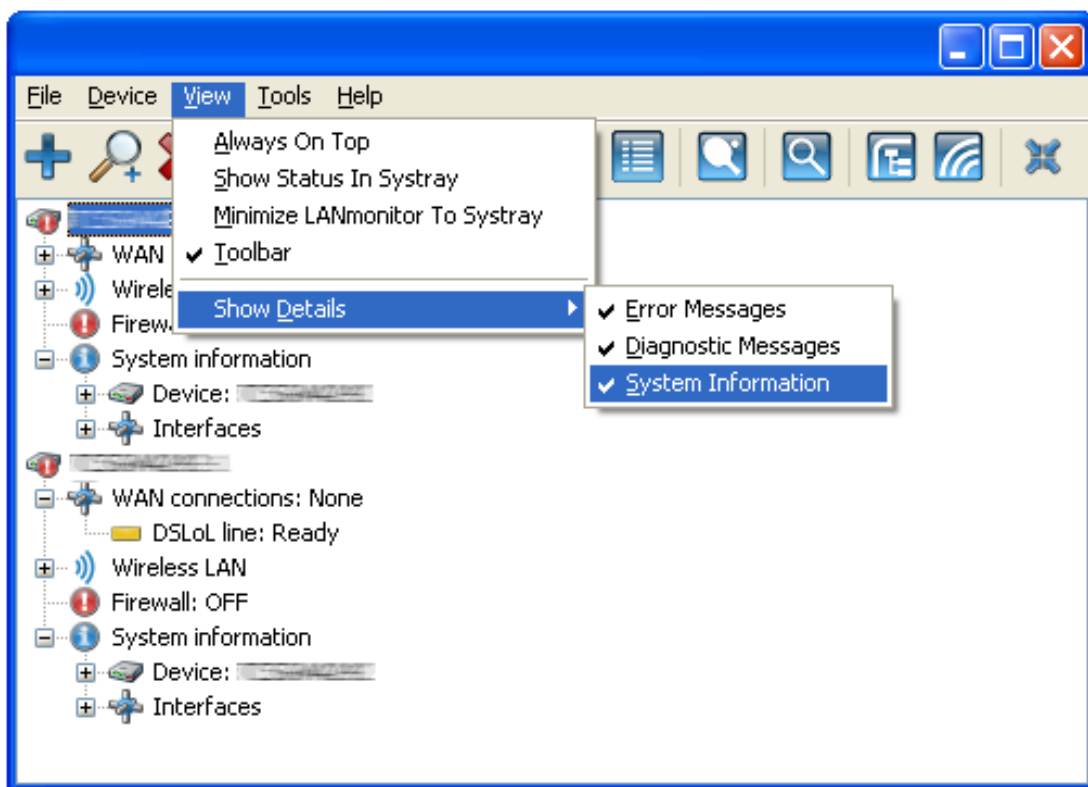 File Device View Tools Help
Always On Top
Show Status In Systray
Minimize LANmonitor To Systray
Toolbar
Show Details
Error Messages
Diagnostic Messages
System Information
WAN
System information
Device:
Interfaces
WAN connections: None
DSLoL line: Ready
Wireless LAN
Firewall: OFF
System information
Device:
Interfaces